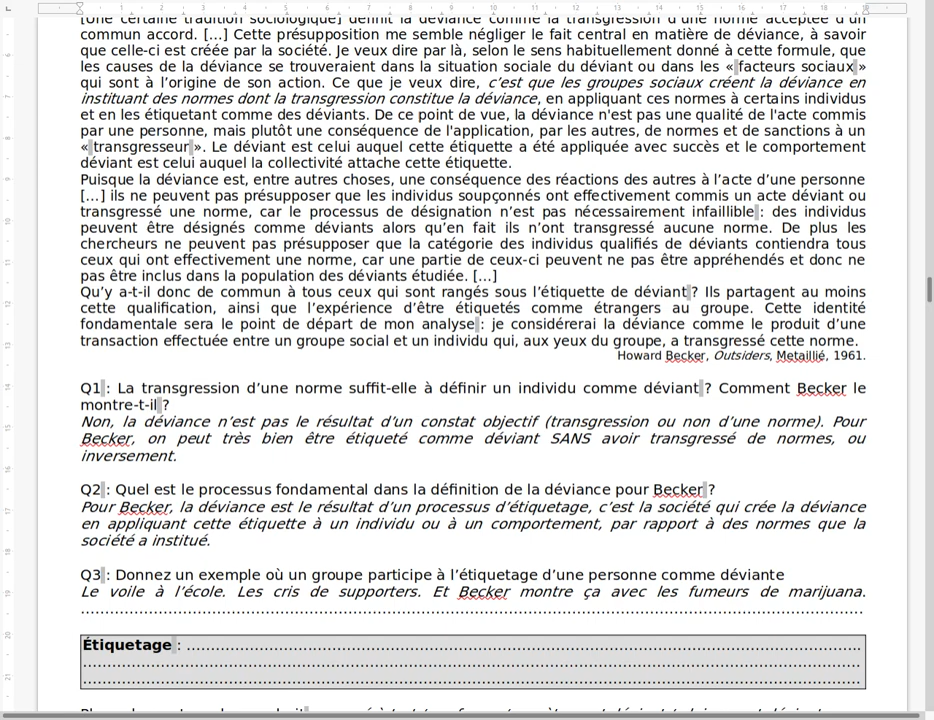 [Une certaine tradition sociologique] définit la déviance comme la transgression d'une norme acceptée d'un
commun accord. [...] Cette présupposition me semble négliger le fait central en matière de déviance, à savoir
que celle-ci est créée par la société. Je veux dire par là, selon le sens habituellement donné à cette formule, que
les causes de la déviance se trouveraient dans la situation sociale du déviant ou dans les « facteurs sociaux »
qui sont à l'origine de son action. Ce que je veux dire, c'est que les groupes sociaux créent la déviance en
instituant des normes dont la transgression constitue la déviance, en appliquant ces normes à certains individus
et en les étiquetant comme des déviants. De ce point de vue, la déviance n'est pas une qualité de l'acte commis
par une personne, mais plutôt une conséquence de l'application, par les autres, de normes et de sanctions à un
« transgresseur ». Le déviant est celui auquel cette étiquette a été appliquée avec succès et le comportement
déviant est celui auquel la collectivité attache cette étiquette.
Puisque la déviance est, entre autres choses, une conséquence des réactions des autres à l'acte d'une personne
[...] ils ne peuvent pas présupposer que les individus soupçonnés ont effectivement commis un acte déviant ou
transgressé une norme, car le processus de désignation n'est pas nécessairement infaillible : des individus
peuvent être désignés comme déviants alors qu'en fait ils n'ont transgressé aucune norme. De plus les
chercheurs ne peuvent pas présupposer que la catégorie des individus qualifiés de déviants contiendra tous
ceux qui ont effectivement une norme, car une partie de ceux-ci peuvent ne pas être appréhendés et donc ne
pas être inclus dans la population des déviants étudiée. [...]
Qu'y a-t-il donc de commun à tous ceux qui sont rangés sous l'étiquette de déviant ? Ils partagent au moins
cette qualification, ainsi que l'expérience d'être étiquetés comme étrangers au groupe. Cette identité
fondamentale sera le point de départ de mon analyse : je considérerai la déviance comme le produit d'une
transaction effectuée entre un groupe social et un individu qui, aux yeux du groupe, a transgressé cette norme.
Howard Becker, Outsiders, Metaillié, 1961.
Q1 : La transgression d'une norme suffit-elle à définir un individu comme déviant ? Comment Becker le
montre-t-il ?
Non, la déviance n'est pas le résultat d'un constat objectif (transgression ou non d'une norme). Pour
Becker, on peut très bien être étiqueté comme déviant SANS avoir transgressé de normes, ou
inversement.
Q2 : Quel est le processus fondamental dans la définition de la déviance pour Becker ?
Pour Becker, la déviance est le résultat d'un processus d'étiquetage, c'est la société qui crée la déviance
en appliquant cette étiquette à un individu ou à un comportement, par rapport à des normes que la
société a institué.
Q3 : Donnez un exemple où un groupe participe à l'étiquetage d'une personne comme déviante
Le voile à l'école. Les cris de supporters. Et Becker montre ça avec les fumeurs de marijuana.
Étiquetage :